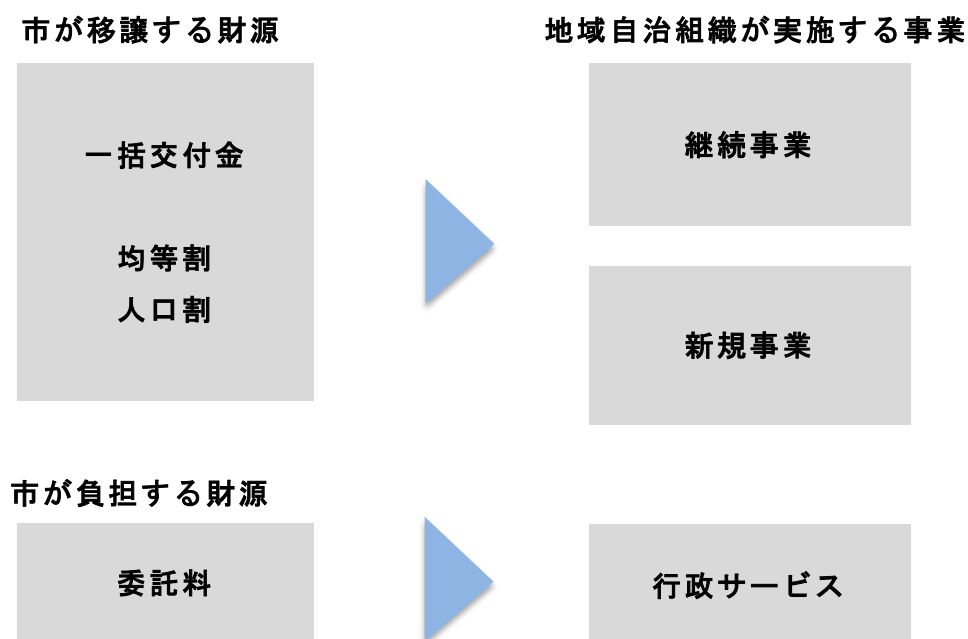 市が移譲する財源
地域自治組織が実施する事業
一括交付金
均等割
人口割
継続事業
新規事業
市が負担する財源
委託料
行政サービス